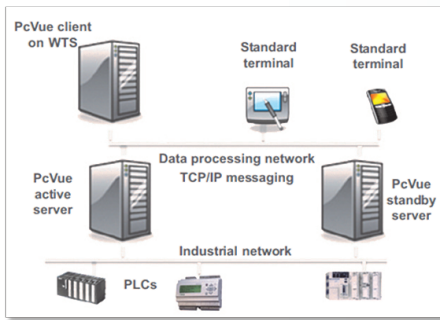 PcVue client
on WTS
Standard
terminal
Standard
terminal
Data processing network
TCP/IP messaging
PcVue
active
server
PcVue
standby
server
Industrial network
PLCs